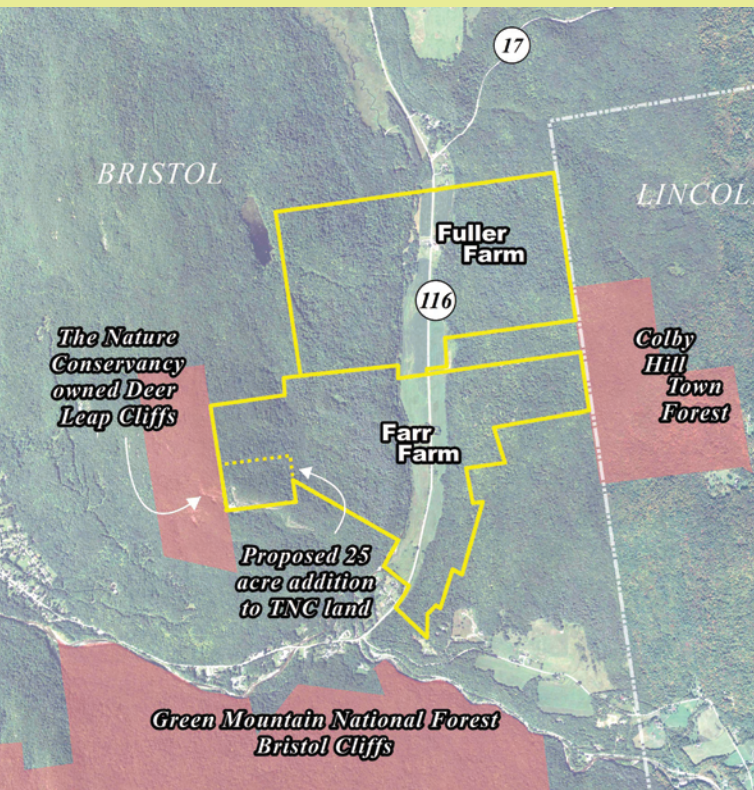 17
BRISTOL
LINCOL
Fuller
Farm
116
The Nature
Conservancy
owned Deer
Leap Cliffs
Colby
Hill
Town
Forest
Farr
Farm
Proposed 25
acre addition
to TNC land
Green Mountain National Forest
Bristol Cliffs